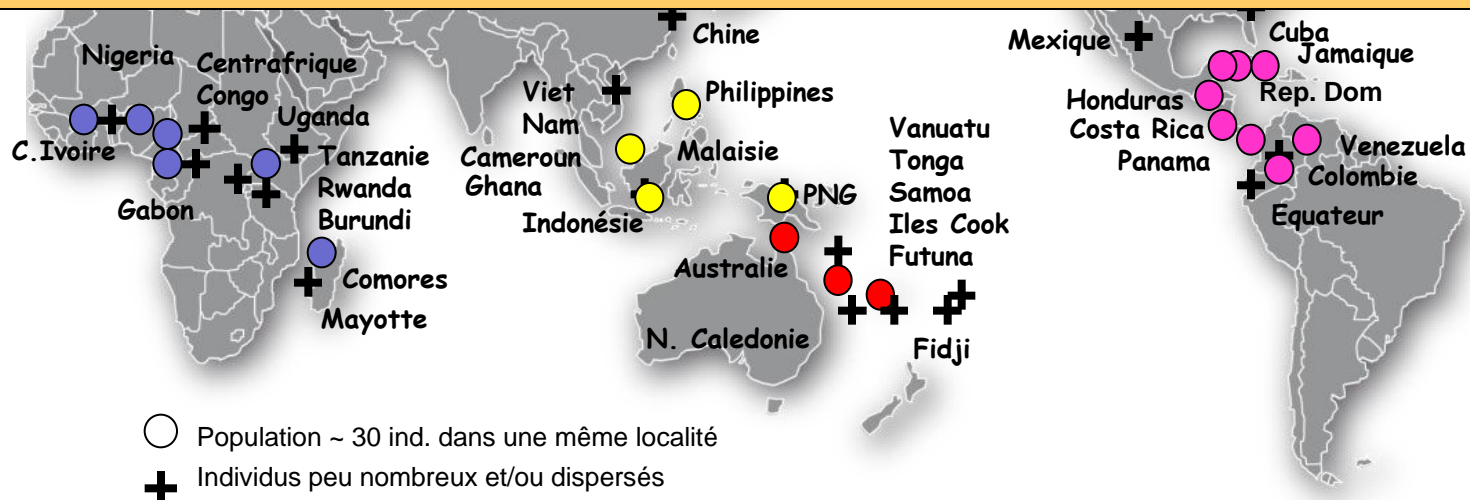 Nigeria
Centrafrique
Congo
Uganda
C.Ivoire
Tanzanie
Rwanda
Burundi
Gabon
Comores
Mayotte
Chine
Viet
Nam
Philippines
Cameroun
Ghana
Malaisie
Indonésie
PNG
Vanuatu
Tonga
Samoa
Iles Cook
Futuna
Australie
N. Caledonie
Fidji
Mexique
Cuba
Jamaique
Rep. Dom
Honduras
Costa Rica
Panama
Venezuela
Colombie
Equateur
Population ~ 30 ind. dans une même localité
Individus peu nombreux et/ou dispersés